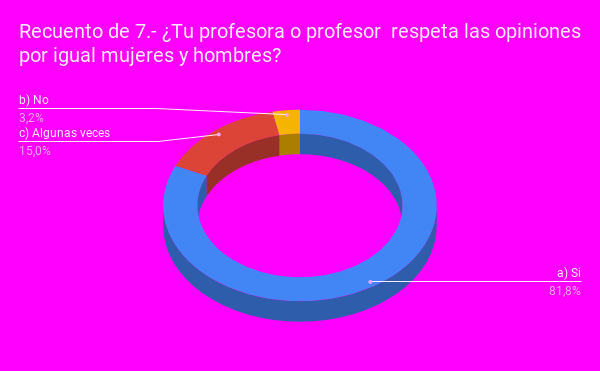 Recuento de 7.- ¿Tu profesora o profesor  respeta las opiniones
por igual mujeres y hombres?
b) No
3,2%
c) Algunas veces
15,0%
a) Si
81,8%